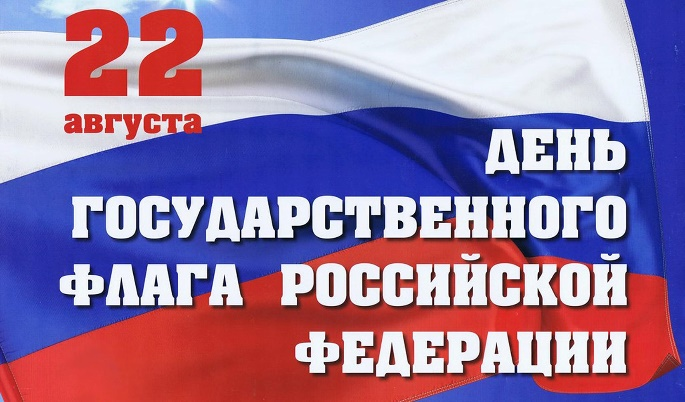 22
августа
ДЕНЬ
ГОСУДАРСТВЕННОГО
ФЛАГА РОССИЙСКОЙ
ФЕДЕРАЦИИ